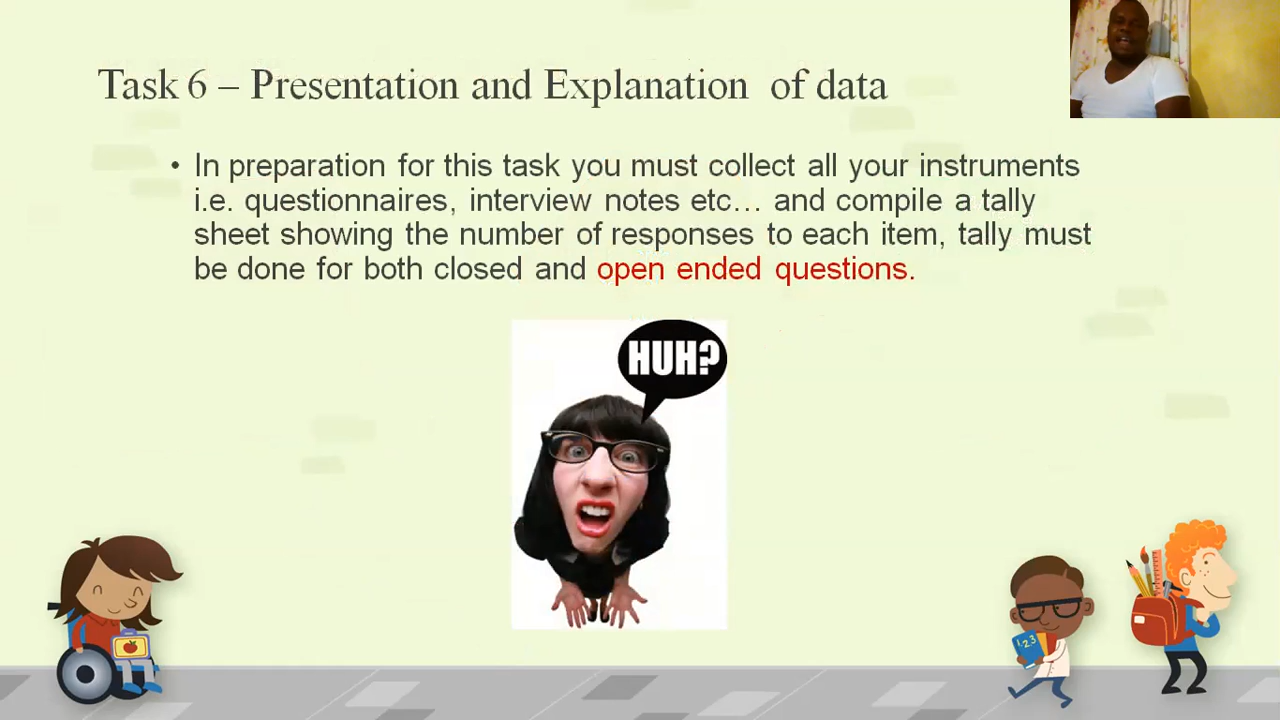 Task 6 – Presentation and Explanation of data
• In preparation for this task you must collect all your instruments
i.e. questionnaires, interview notes etc… and compile a tally
sheet showing the number of responses to each item, tally must
be done for both closed and open ended questions.
HUH?
123